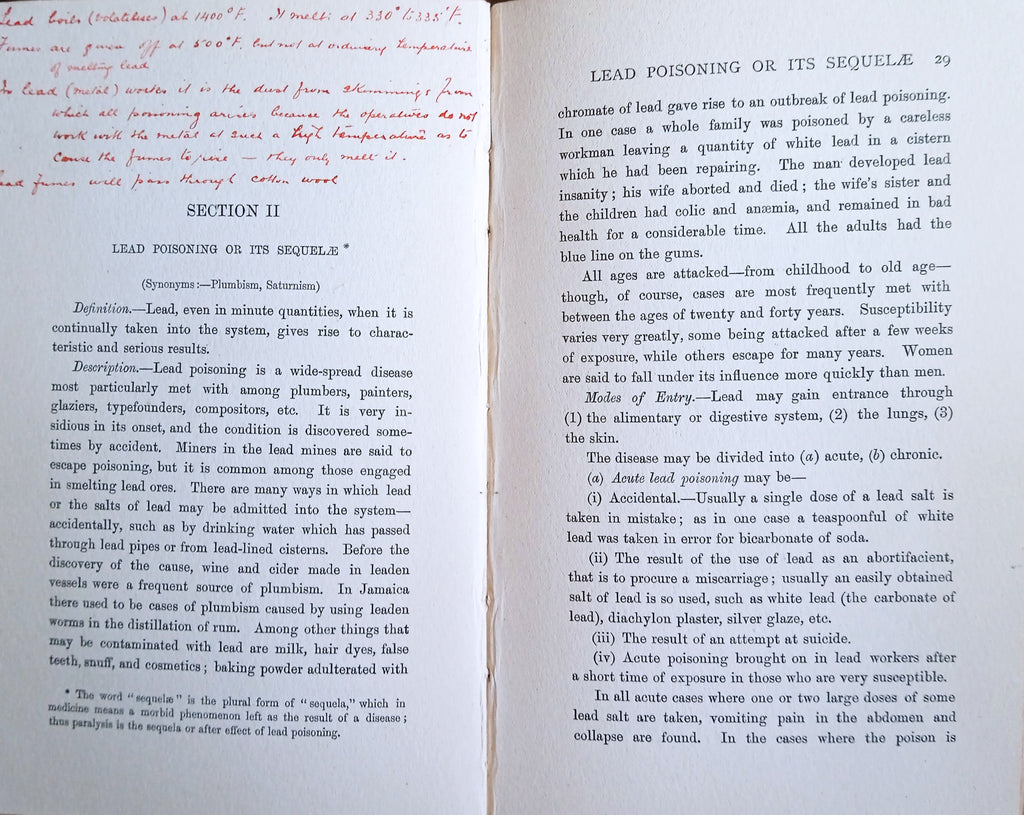 Lead boils (volatilises) at 1400°F. It melts at 330° to 335°F.
Fumes are given off at 500°F. but not at ordinary temperature
of melting lead
In lead (metal) works it is the dust from skimmings from
which all poisoning arises because the operatives do not
work with the metal at such a high temperature as to
cause the fumes to — they only melt it.
Lead fumes will pass through cotton wool
SECTION II
LEAD POISONING OR ITS SEQUELÆ *
(Synonyms:—Plumbism, Saturnism)
Definition.—Lead, even in minute quantities, when it is
continually taken into the system, gives rise to charac-
teristic and serious results.
Description.—Lead poisoning is a wide-spread disease
most particularly met with among plumbers, painters,
glaziers, typefounders, compositors, etc. It is very in-
sidious in its onset, and the condition is discovered some-
times by accident. Miners in the lead mines are said to
escape poisoning, but it is common among those engaged
in smelting lead ores. There are many ways in which lead
or the salts of lead may be admitted into the system—
accidentally, such as by drinking water which has passed
through lead pipes or from lead-lined cisterns. Before the
discovery of the cause, wine and cider made in leaden
vessels were a frequent source of plumbism. In Jamaica
there used to be cases of plumbism caused by using leaden
worms in the distillation of rum. Among other things that
may be contaminated with lead are milk, hair dyes, false
teeth, snuff, and cosmetics; baking powder adulterated with
* The word "sequelæ" is the plural form of "sequela," which in
medicine means a morbid phenomenon left as the result of a disease;
thus paralysis is the sequela or after effect of lead poisoning.
LEAD POISONING OR ITS SEQUELÆ 29
chromate of lead gave rise to an outbreak of lead poisoning.
In one case a whole family was poisoned by a careless
workman leaving a quantity of white lead in a cistern
which he had been repairing. The man developed lead
insanity; his wife aborted and died; the wife's sister and
the children had colic and anæmia, and remained in bad
health for a considerable time. All the adults had the
blue line on the gums.
All ages are attacked—from childhood to old age—
though, of course, cases are most frequently met with
between the ages of twenty and forty years. Susceptibility
varies very greatly, some being attacked after a few weeks
of exposure, while others escape for many years. Women
are said to fall under its influence more quickly than men.
Modes of Entry.—Lead may gain entrance through
(1) the alimentary or digestive system, (2) the lungs, (3)
the skin.
The disease may be divided into (a) acute, (b) chronic.
(a) Acute lead poisoning may be—
(i) Accidental.—Usually a single dose of a lead salt is
taken in mistake; as in one case a teaspoonful of white
lead was taken in error for bicarbonate of soda.
(ii) The result of the use of lead as an abortifacient,
that is to procure a miscarriage; usually an easily obtained
salt of lead is so used, such as white lead (the carbonate of
lead), diachylon plaster, silver glaze, etc.
(iii) The result of an attempt at suicide.
(iv) Acute poisoning brought on in lead workers after
a short time of exposure in those who are very susceptible.
In all acute cases where one or two large doses of some
lead salt are taken, vomiting pain in the abdomen and
collapse are found. In the cases where the poison is